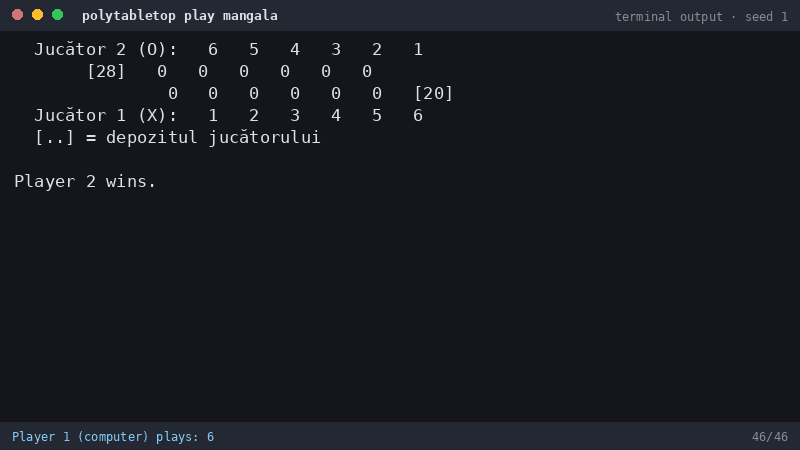 polytabletop play mangala
terminal output · seed 1
Jucător 2 (O): 6 5 4 3 2 1
[28] 0 0 0 0 0 0
0 0 0 0 0 0 [20]
Jucător 1 (X): 1 2 3 4 5 6
[..] = depozitul jucătorului
Player 2 wins.
Player 1 (computer) plays: 6
46/46